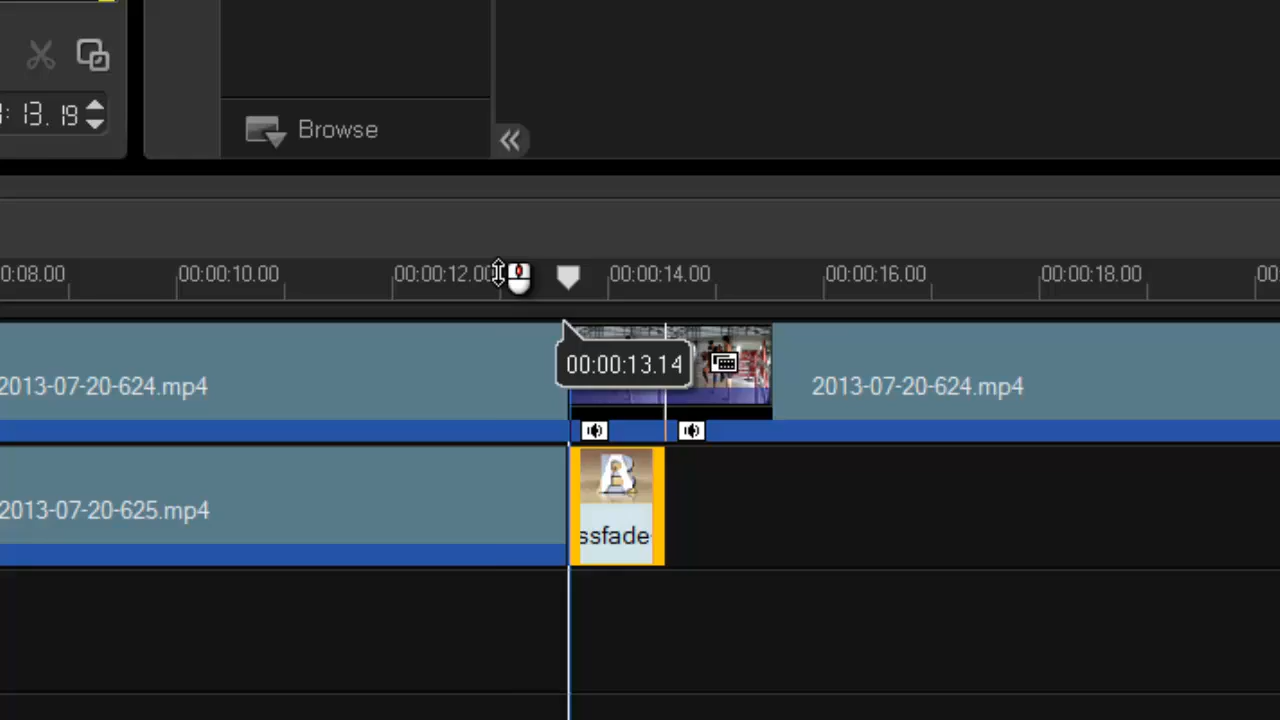 : 13. 19
Browse
0:08.00 00:00:10.00 00:00:12.00 00:00:14.00 00:00:16.00 00:00:18.00 00
00:00:13.14
2013-07-20-624.mp4 2013-07-20-624.mp4
2013-07-20-625.mp4
ssfade